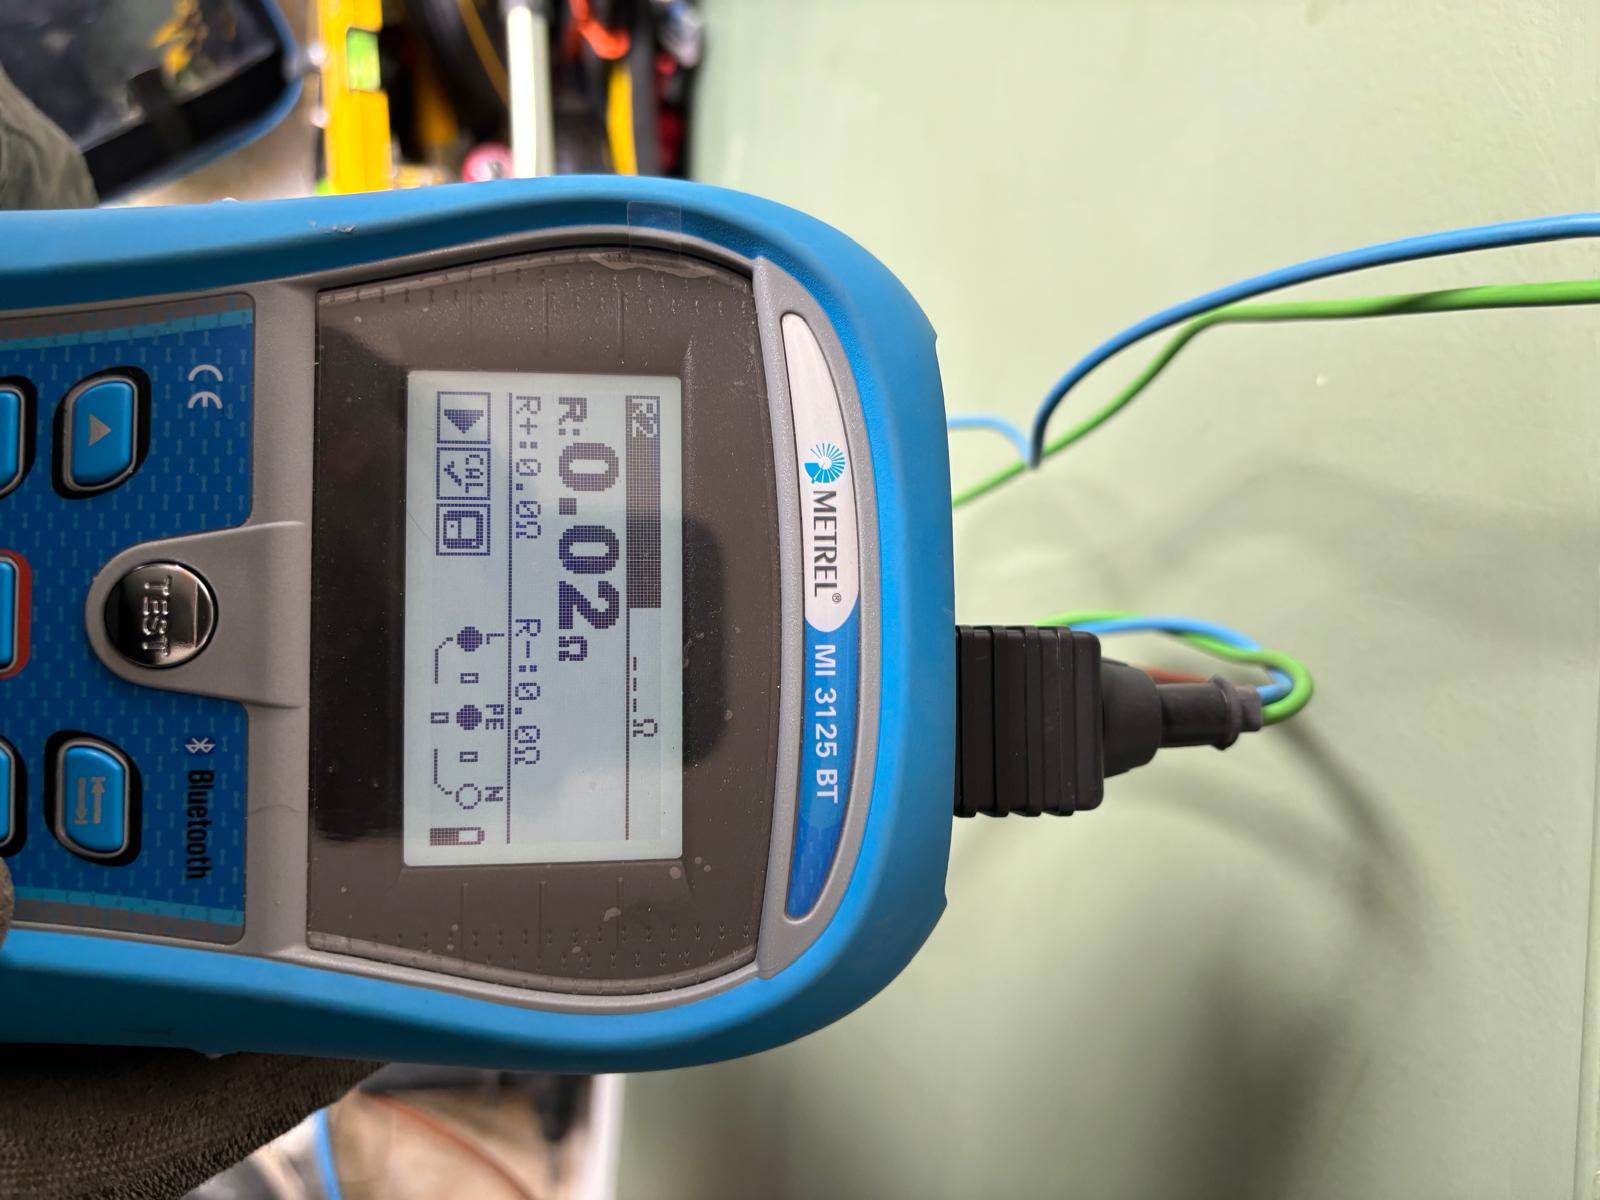 METREL® MI 3125 BT
R2 ---Ω
R:0.02Ω
R+:0.0Ω R-:0.0Ω
CAL
L PE N
TEST
CE
Bluetooth